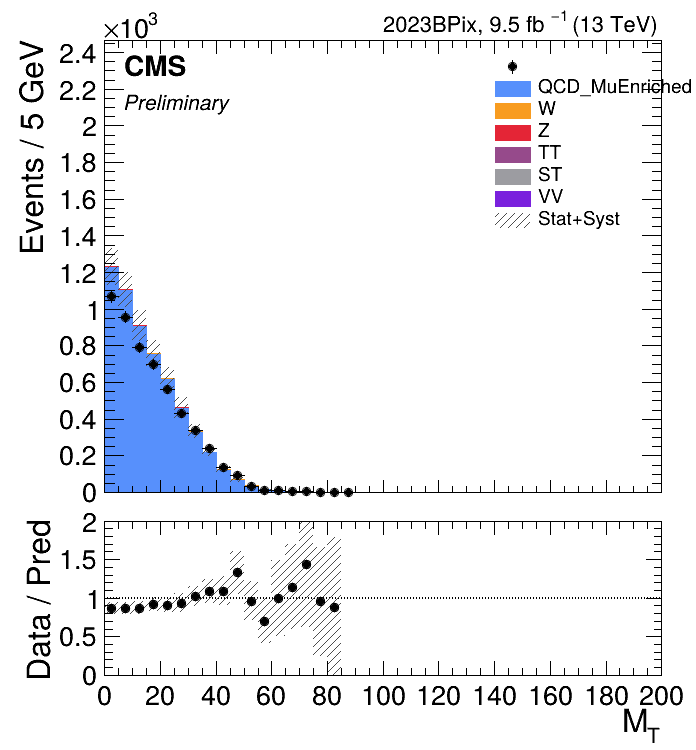 ×10³
2023BPix, 9.5 fb⁻¹ (13 TeV)
CMS
Preliminary
QCD_MuEnriched
W
Z
TT
ST
VV
Stat+Syst
Events / 5 GeV
2.4
2.2
2
1.8
1.6
1.4
1.2
1
0.8
0.6
0.4
0.2
0
Data / Pred
2
1.5
1
0.5
0
0 20 40 60 80 100 120 140 160 180 200
M_T